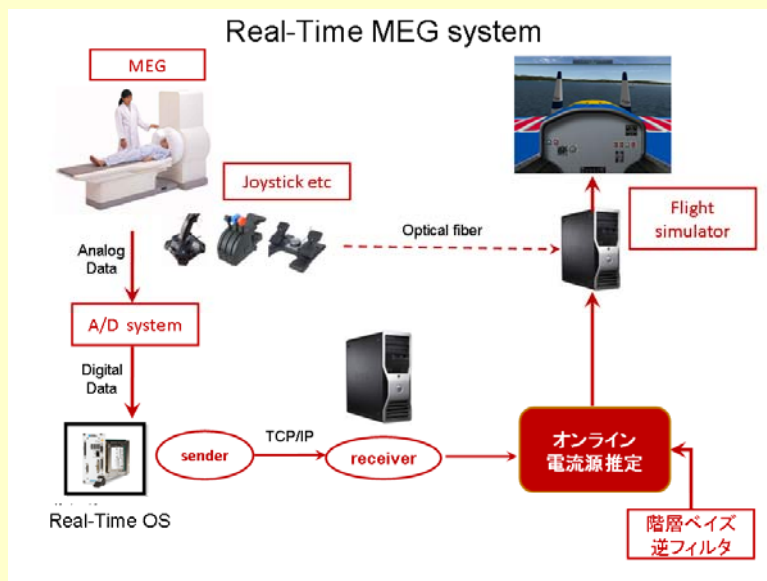 Real-Time MEG system
MEG
Joystick etc
Optical fiber
Flight
simulator
Analog
Data
A/D system
Digital
Data
sender
TCP/IP
receiver
オンライン
電流源推定
Real-Time OS
階層ベイズ
逆フィルタ